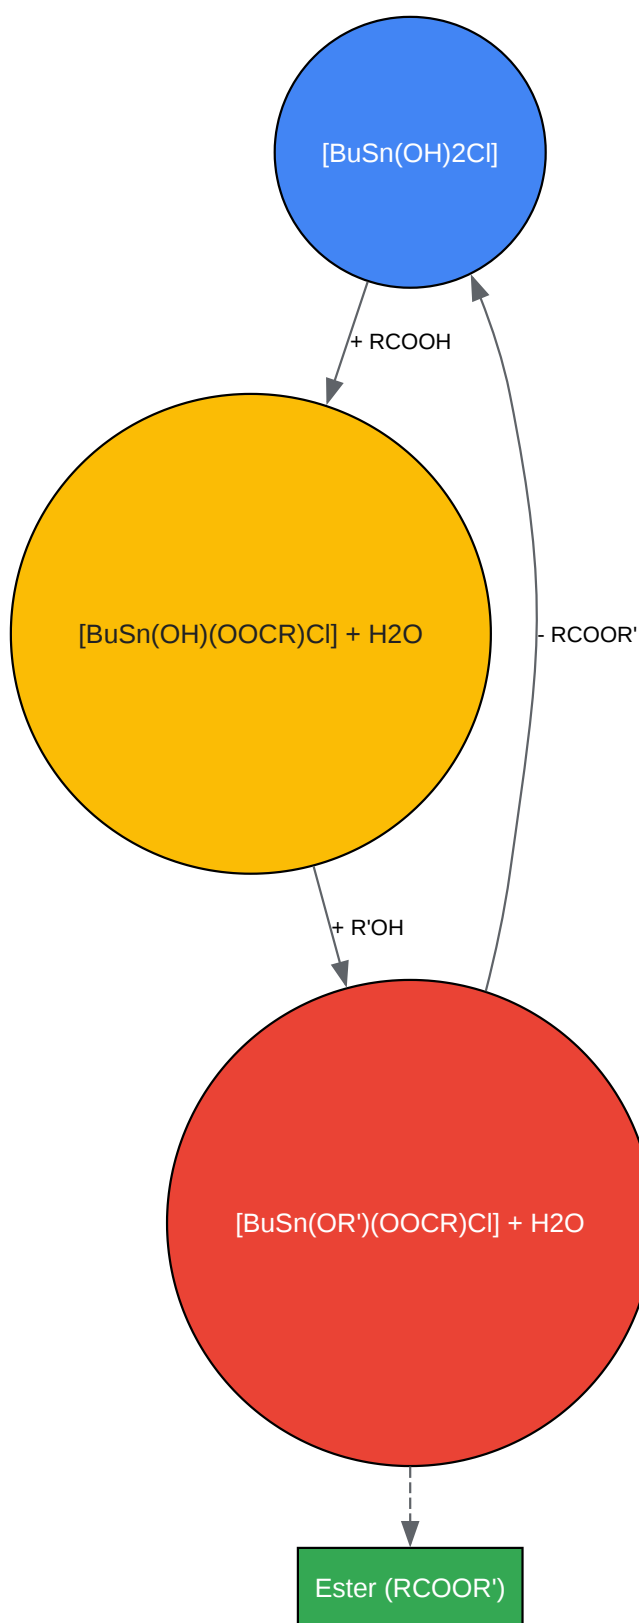 [BuSn(OH)2Cl]
+ RCOOH
[BuSn(OH)(OOCR)Cl] + H2O
- RCOOR'
+ R'OH
[BuSn(OR')(OOCR)Cl] + H2O
Ester (RCOOR')